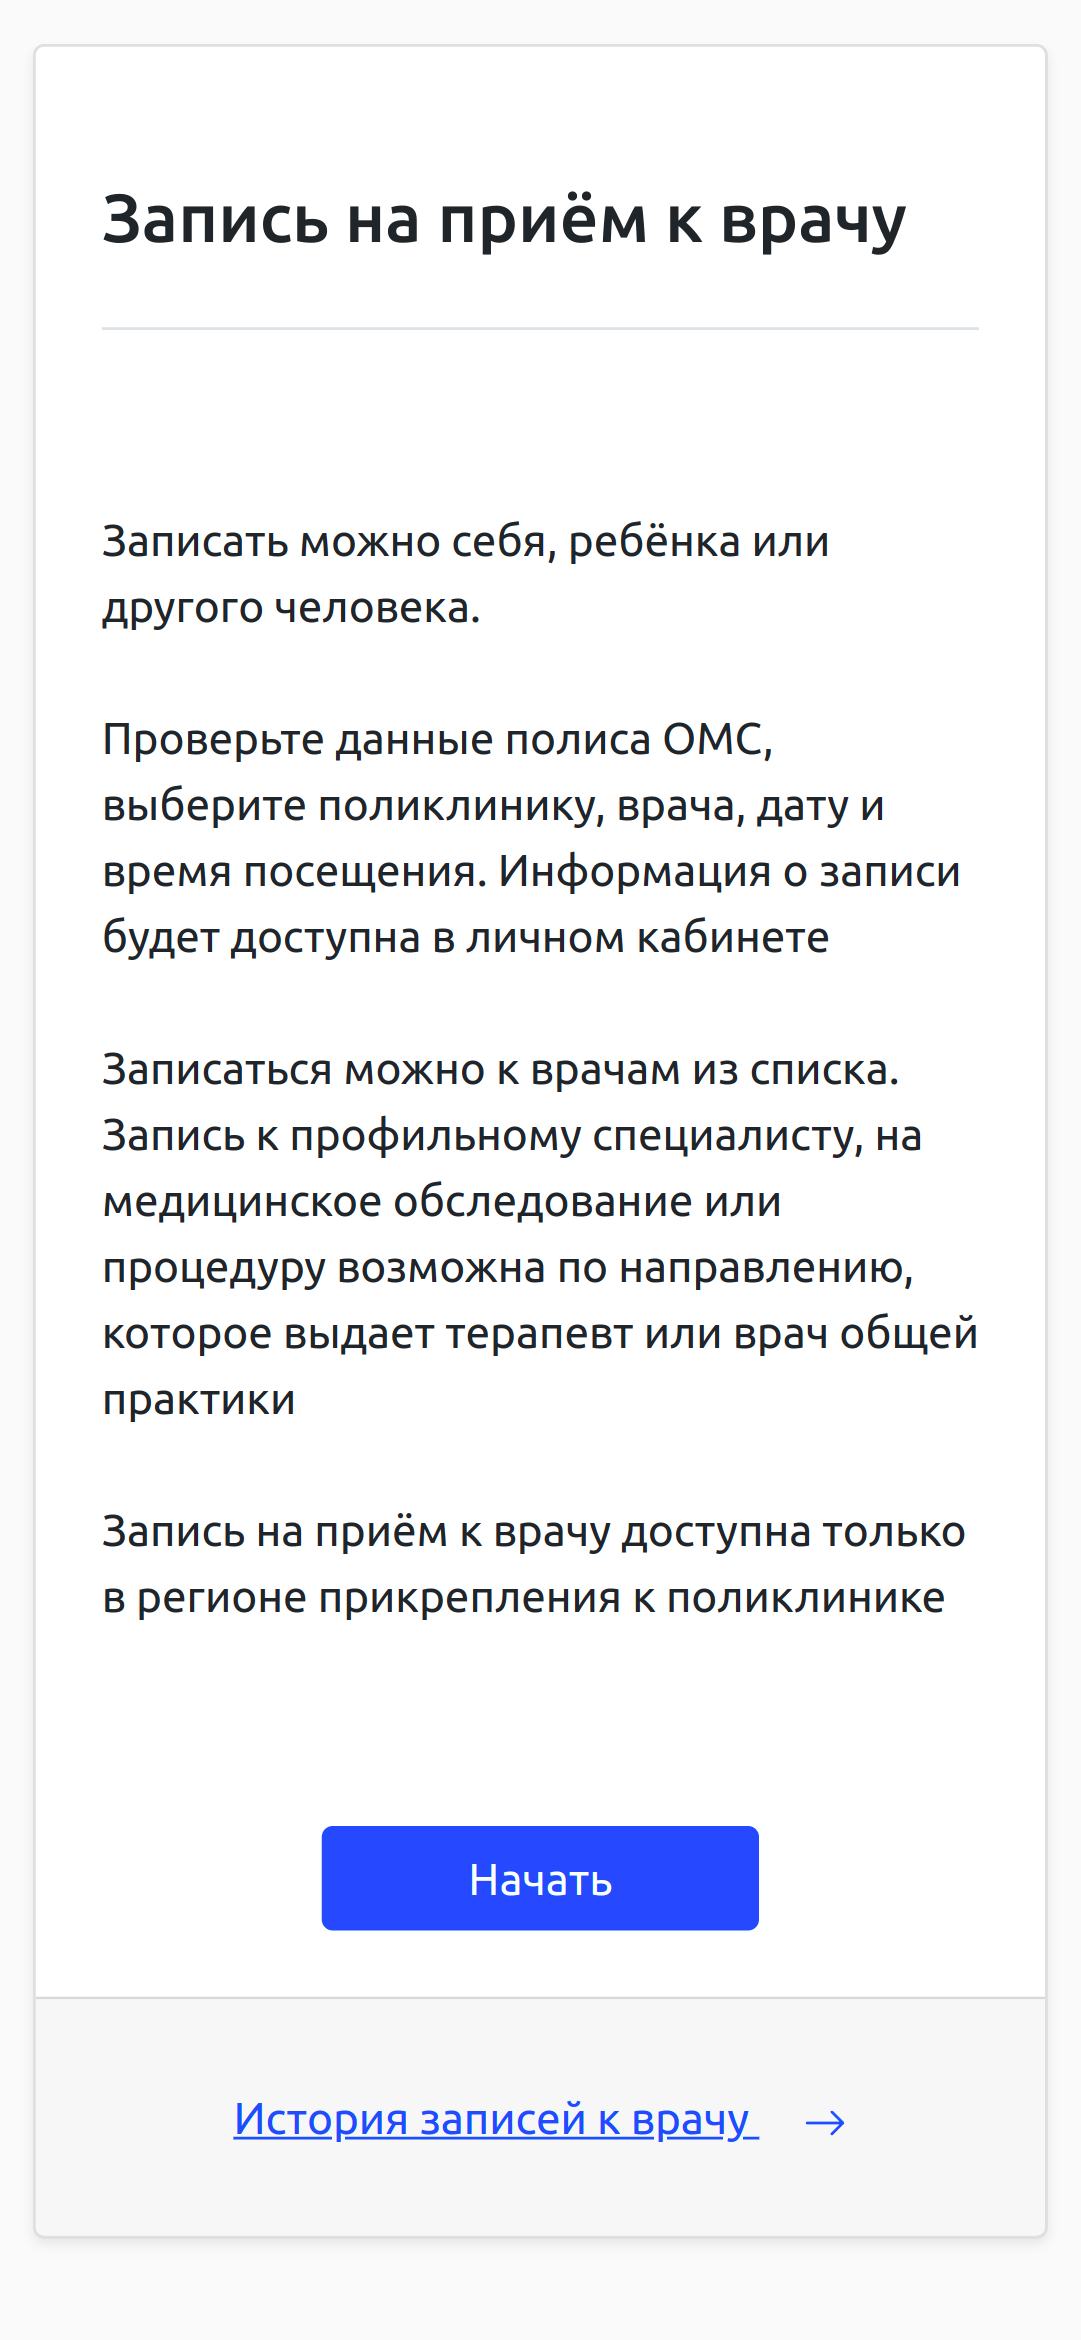 Запись на приём к врачу
Записать можно себя, ребёнка или
другого человека.
Проверьте данные полиса ОМС,
выберите поликлинику, врача, дату и
время посещения. Информация о записи
будет доступна в личном кабинете
Записаться можно к врачам из списка.
Запись к профильному специалисту, на
медицинское обследование или
процедуру возможна по направлению,
которое выдает терапевт или врач общей
практики
Запись на приём к врачу доступна только
в регионе прикрепления к поликлинике
Начать
История записей к врачу